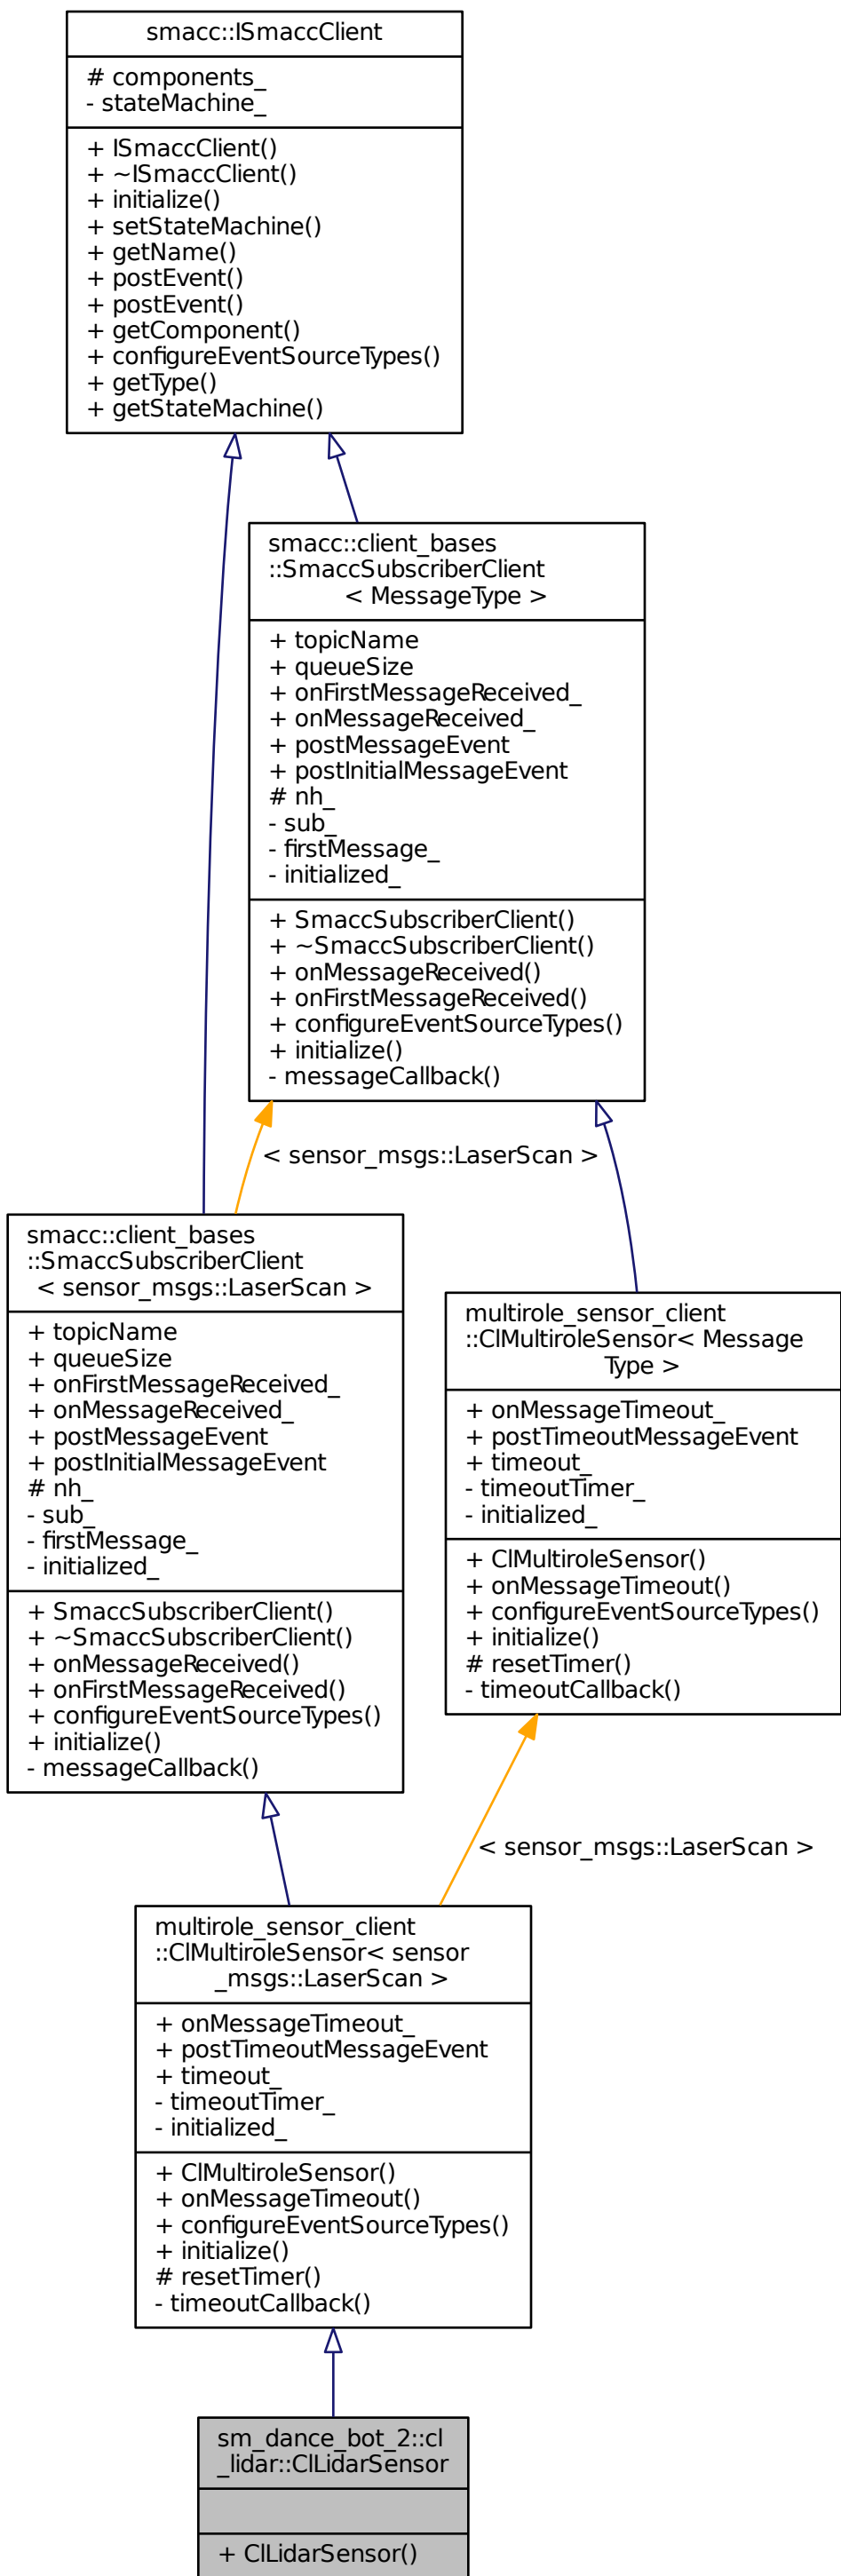 smacc::ISmaccClient
# components_
- stateMachine_
+ ISmaccClient()
+ ~ISmaccClient()
+ initialize()
+ setStateMachine()
+ getName()
+ postEvent()
+ postEvent()
+ getComponent()
+ configureEventSourceTypes()
+ getType()
+ getStateMachine()
smacc::client_bases
::SmaccSubscriberClient
< MessageType >
+ topicName
+ queueSize
+ onFirstMessageReceived_
+ onMessageReceived_
+ postMessageEvent
+ postInitialMessageEvent
# nh_
- sub_
- firstMessage_
- initialized_
+ SmaccSubscriberClient()
+ ~SmaccSubscriberClient()
+ onMessageReceived()
+ onFirstMessageReceived()
+ configureEventSourceTypes()
+ initialize()
- messageCallback()
< sensor_msgs::LaserScan >
smacc::client_bases
::SmaccSubscriberClient
< sensor_msgs::LaserScan >
+ topicName
+ queueSize
+ onFirstMessageReceived_
+ onMessageReceived_
+ postMessageEvent
+ postInitialMessageEvent
# nh_
- sub_
- firstMessage_
- initialized_
+ SmaccSubscriberClient()
+ ~SmaccSubscriberClient()
+ onMessageReceived()
+ onFirstMessageReceived()
+ configureEventSourceTypes()
+ initialize()
- messageCallback()
multirole_sensor_client
::ClMultiroleSensor< Message
Type >
+ onMessageTimeout_
+ postTimeoutMessageEvent
+ timeout_
- timeoutTimer_
- initialized_
+ ClMultiroleSensor()
+ onMessageTimeout()
+ configureEventSourceTypes()
+ initialize()
# resetTimer()
- timeoutCallback()
< sensor_msgs::LaserScan >
multirole_sensor_client
::ClMultiroleSensor< sensor
_msgs::LaserScan >
+ onMessageTimeout_
+ postTimeoutMessageEvent
+ timeout_
- timeoutTimer_
- initialized_
+ ClMultiroleSensor()
+ onMessageTimeout()
+ configureEventSourceTypes()
+ initialize()
# resetTimer()
- timeoutCallback()
sm_dance_bot_2::cl
_lidar::ClLidarSensor
+ ClLidarSensor()